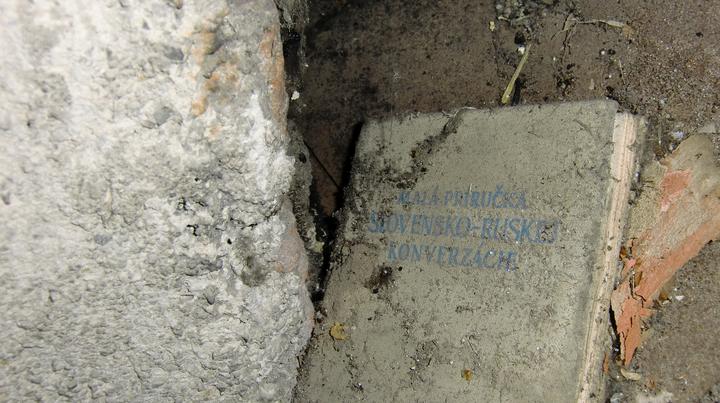 MALÁ PRÍRUČKA
SLOVENSKO-RUSKEJ
KONVERZÁCIE